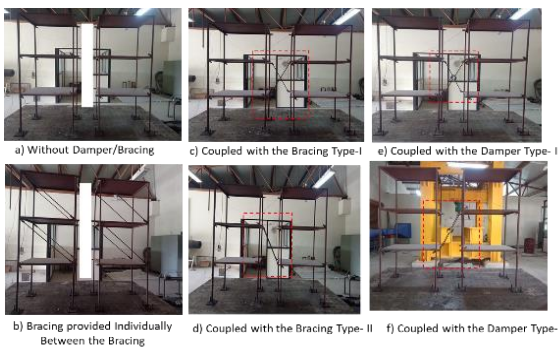 a) Without Damper/Bracing
c) Coupled with the Bracing Type-I
e) Coupled with the Damper Type- I
b) Bracing provided Individually
Between the Bracing
d) Coupled with the Bracing Type- II
f) Coupled with the Damper Type-